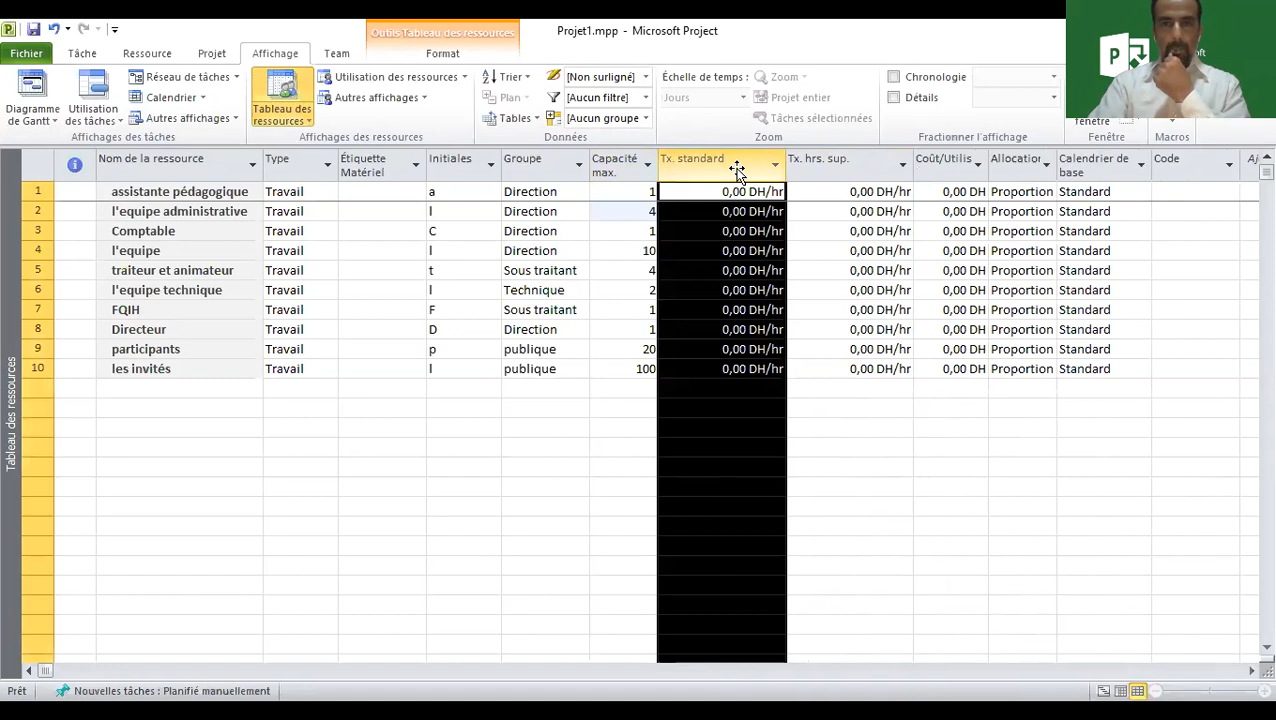 Outils Tableau des ressources
Projet1.mpp - Microsoft Project
Fichier Tâche Ressource Projet Affichage Team Format
Diagramme de Gantt
Utilisation des tâches
Réseau de tâches
Calendrier
Autres affichages
Affichages des tâches
Tableau des ressources
Utilisation des ressources
Autres affichages
Affichages des ressources
Trier
Plan
Tables
[Non surligné]
[Aucun filtre]
[Aucun groupe
Données
Échelle de temps :
Jours
Zoom
Projet entier
Tâches sélectionnées
Zoom
Chronologie
Détails
Fractionner l'affichage
fenêtre
Fenêtre
Macros
Nom de la ressource Type Étiquette Matériel Initiales Groupe Capacité max. Tx. standard Tx. hrs. sup. Coût/Utilis Allocation Calendrier de base Code
1 assistante pédagogique Travail a Direction 1 0,00 DH/hr 0,00 DH/hr 0,00 DH Proportion Standard
2 l'equipe administrative Travail l Direction 4 0,00 DH/hr 0,00 DH/hr 0,00 DH Proportion Standard
3 Comptable Travail C Direction 1 0,00 DH/hr 0,00 DH/hr 0,00 DH Proportion Standard
4 l'equipe Travail l Direction 10 0,00 DH/hr 0,00 DH/hr 0,00 DH Proportion Standard
5 traiteur et animateur Travail t Sous traitant 4 0,00 DH/hr 0,00 DH/hr 0,00 DH Proportion Standard
6 l'equipe technique Travail l Technique 2 0,00 DH/hr 0,00 DH/hr 0,00 DH Proportion Standard
7 FQIH Travail F Sous traitant 1 0,00 DH/hr 0,00 DH/hr 0,00 DH Proportion Standard
8 Directeur Travail D Direction 1 0,00 DH/hr 0,00 DH/hr 0,00 DH Proportion Standard
9 participants Travail p publique 20 0,00 DH/hr 0,00 DH/hr 0,00 DH Proportion Standard
10 les invités Travail l publique 100 0,00 DH/hr 0,00 DH/hr 0,00 DH Proportion Standard
Tableau des ressources
Prêt Nouvelles tâches : Planifié manuellement